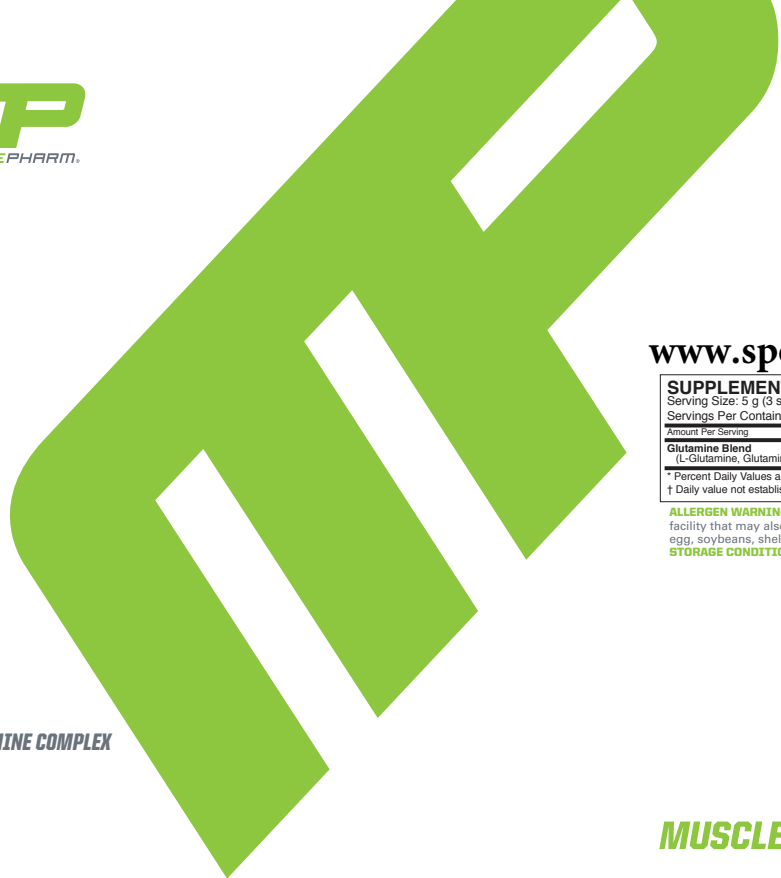 EPHARM®
www.sp
SUPPLEMEN
Serving Size: 5 g (3 s
Servings Per Contain
Amount Per Serving
Glutamine Blend
(L-Glutamine, Glutami
* Percent Daily Values a
† Daily value not establis
ALLERGEN WARNIN
facility that may als
egg, soybeans, shel
STORAGE CONDITI
INE COMPLEX
MUSCLE